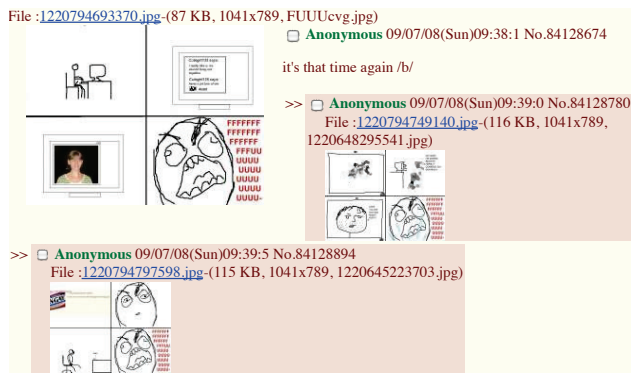 File :1220794693370.jpg-(87 KB, 1041x789, FUUUcvg.jpg)
Anonymous 09/07/08(Sun)09:38:1 No.84128674
it's that time again /b/
FFFFFFF
FFFFFFF
FFFFFF
FFFUU
UUUU
UUUU
UUUU
UUUU
UUUU-
>> Anonymous 09/07/08(Sun)09:39:0 No.84128780
File :1220794749140.jpg-(116 KB, 1041x789,
1220648295541.jpg)
>> Anonymous 09/07/08(Sun)09:39:5 No.84128894
File :1220794797598.jpg-(115 KB, 1041x789, 1220645223703.jpg)